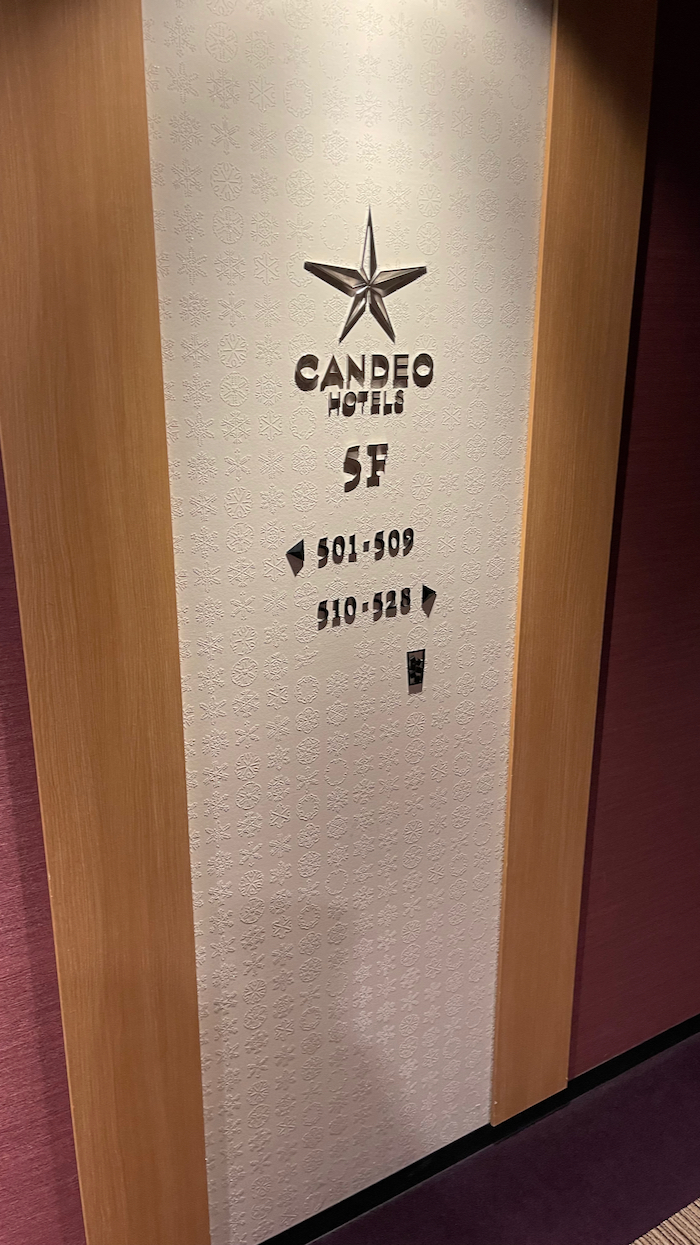 CANDEO
HOTELS
5F
◀ 501-509
510-528 ▶